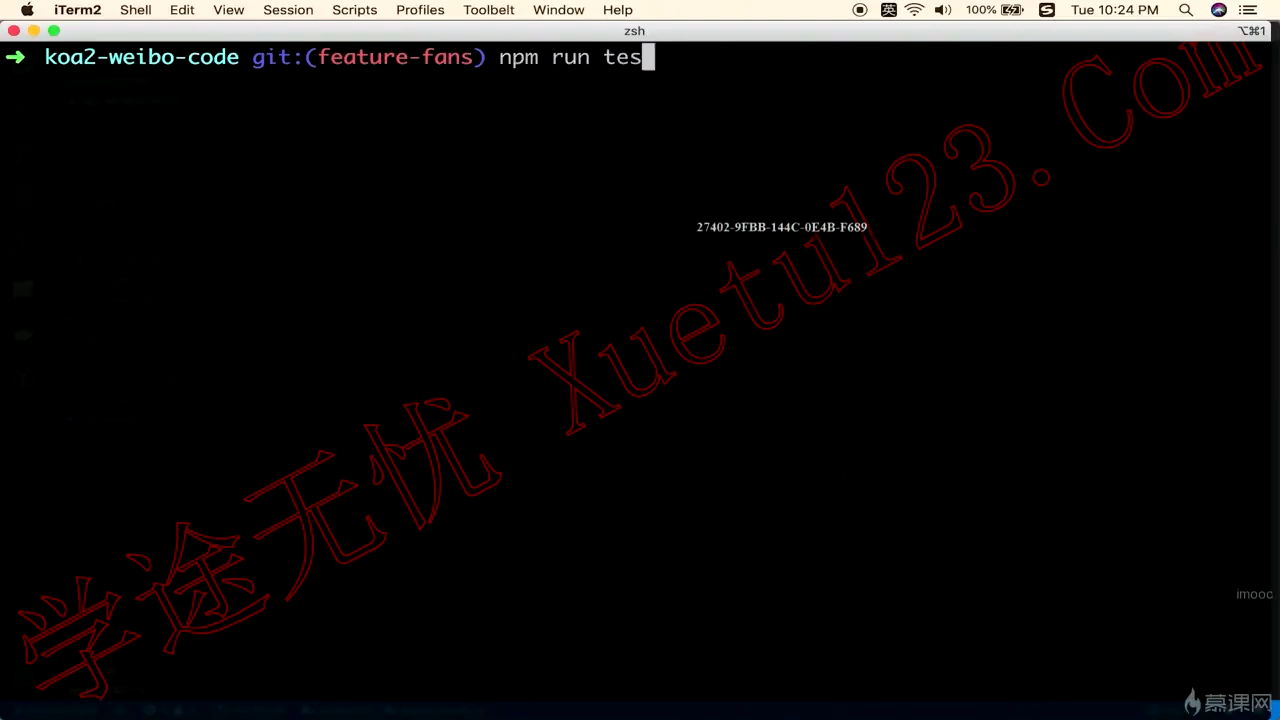 iTerm2 Shell Edit View Session Scripts Profiles Toolbelt Window Help 英 100% S Tue 10:24 PM
zsh ⌥⌘1
➜ koa2-weibo-code git:(feature-fans) npm run tes
27402-9FBB-144C-0E4B-F689
学途无忧 Xuetu123.Com
imooc
慕课网